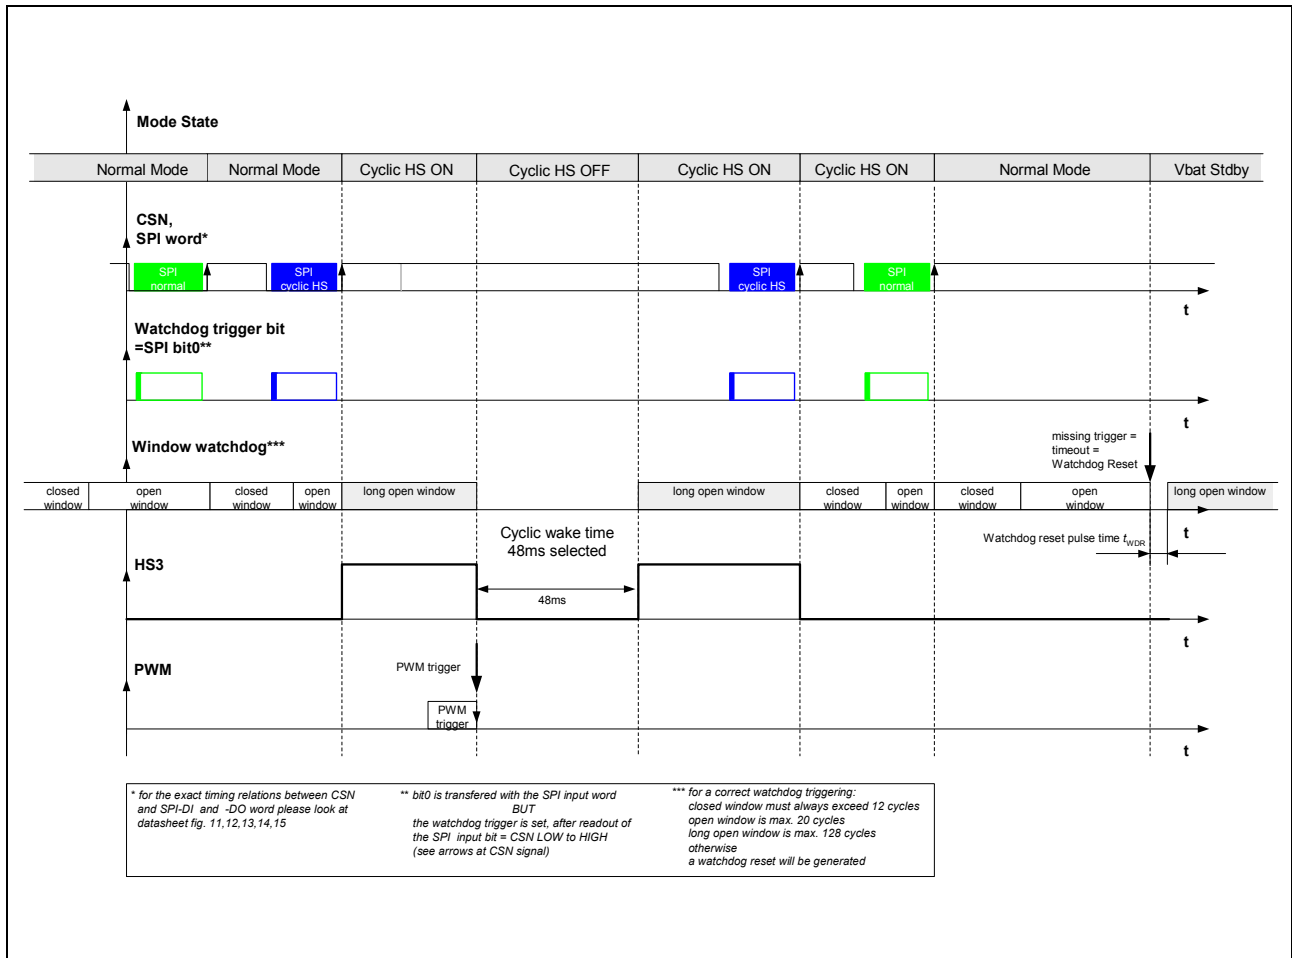 Mode State
Normal Mode Normal Mode Cyclic HS ON Cyclic HS OFF Cyclic HS ON Cyclic HS ON Normal Mode Vbat Stdby
CSN,
SPI word*
SPI normal
SPI cyclic HS
SPI cyclic HS
SPI normal
t
Watchdog trigger bit
=SPI bit0**
t
Window watchdog***
missing trigger =
timeout =
Watchdog Reset
closed window
open window
closed window
open window
long open window
long open window
closed window
open window
closed window
open window
long open window
t
Cyclic wake time
48ms selected
Watchdog reset pulse time tWDR
HS3
48ms
t
PWM
PWM trigger
PWM
trigger
t
* for the exact timing relations between CSN
and SPI-DI and -DO word please look at
datasheet fig. 11,12,13,14,15
** bit0 is transfered with the SPI input word
BUT
the watchdog trigger is set, after readout of
the SPI input bit = CSN LOW to HIGH
(see arrows at CSN signal)
*** for a correct watchdog triggering:
closed window must always exceed 12 cycles
open window is max. 20 cycles
long open window is max. 128 cycles
otherwise
a watchdog reset will be generated